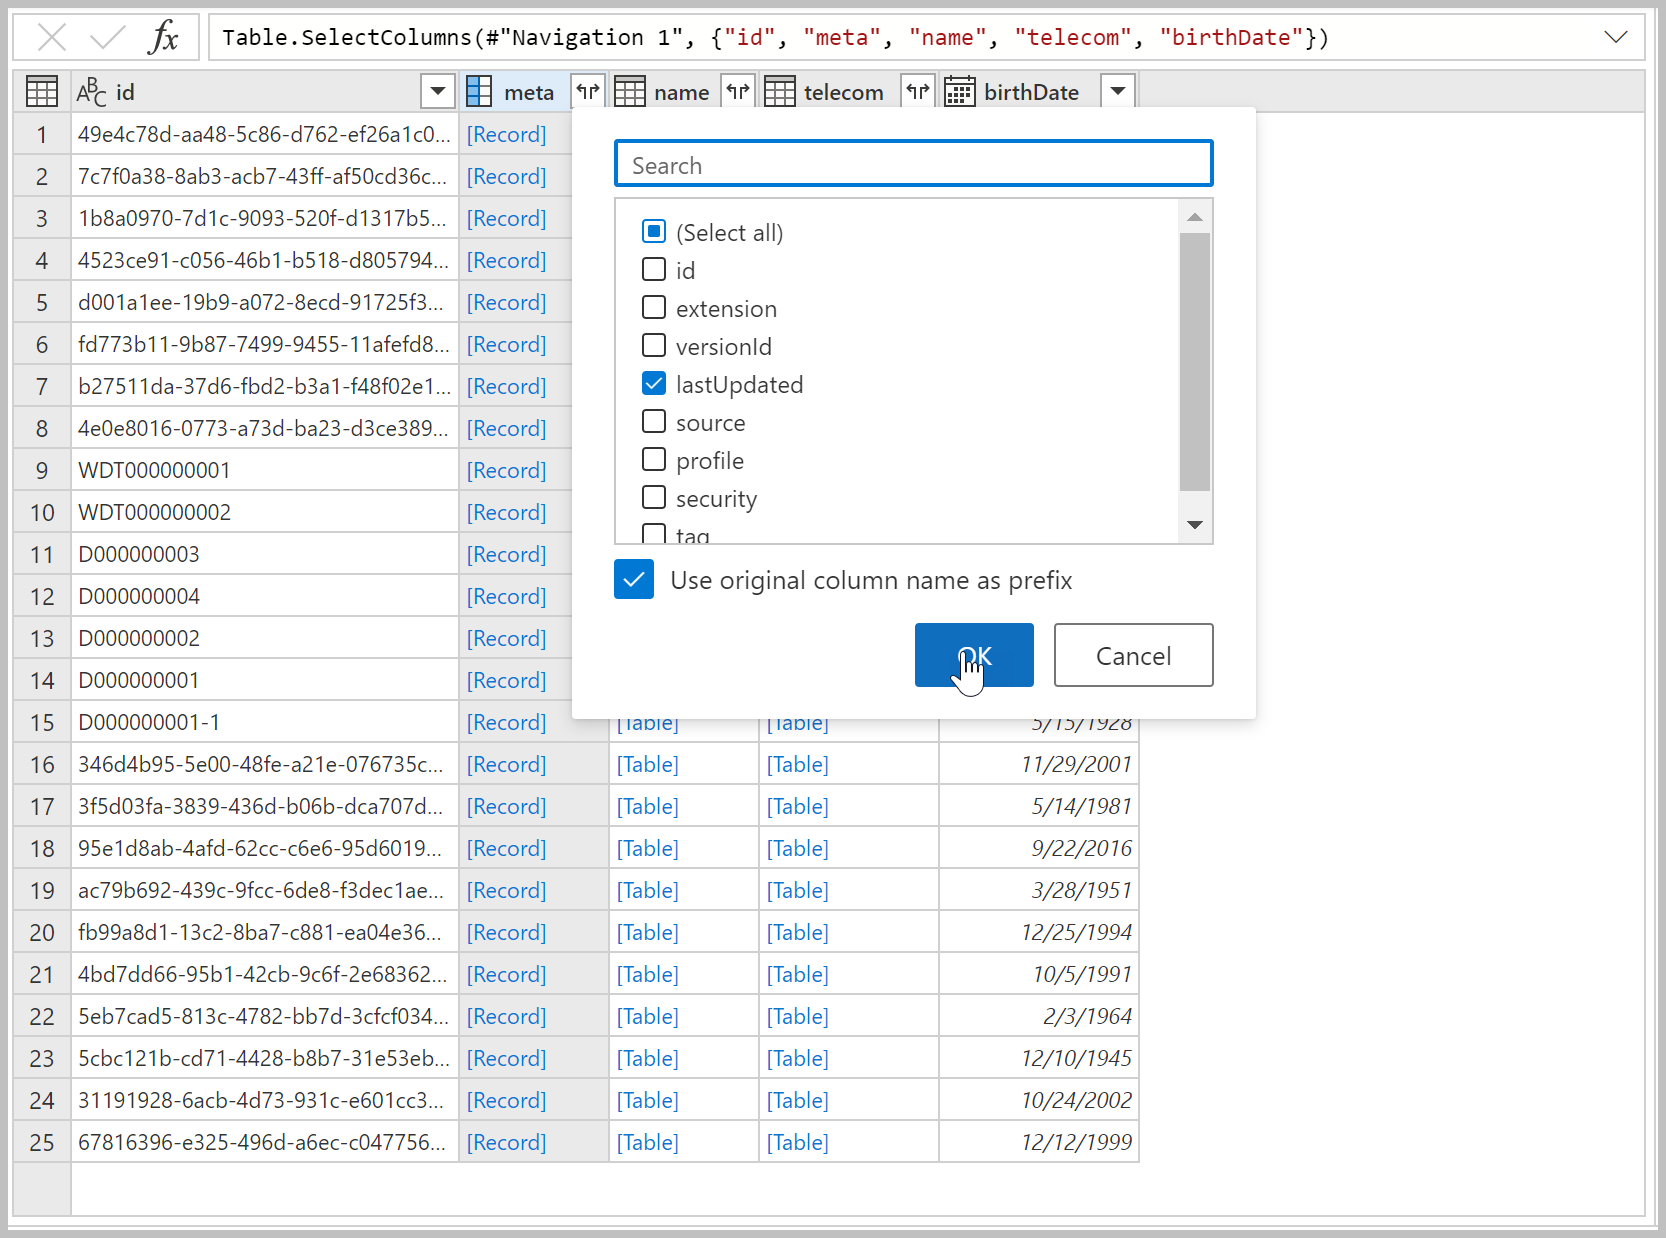 fx Table.SelectColumns(#"Navigation 1", {"id", "meta", "name", "telecom", "birthDate"})
ABC id meta name telecom birthDate
1 49e4c78d-aa48-5c86-d762-ef26a1c0... [Record]
2 7c7f0a38-8ab3-acb7-43ff-af50cd36c... [Record]
3 1b8a0970-7d1c-9093-520f-d1317b5... [Record]
4 4523ce91-c056-46b1-b518-d805794... [Record]
5 d001a1ee-19b9-a072-8ecd-91725f3... [Record]
6 fd773b11-9b87-7499-9455-11afefd8... [Record]
7 b27511da-37d6-fbd2-b3a1-f48f02e1... [Record]
8 4e0e8016-0773-a73d-ba23-d3ce389... [Record]
9 WDT000000001 [Record]
10 WDT000000002 [Record]
11 D000000003 [Record]
12 D000000004 [Record]
13 D000000002 [Record]
14 D000000001 [Record]
15 D000000001-1 [Record] [Table] [Table] 5/15/1928
16 346d4b95-5e00-48fe-a21e-076735c... [Record] [Table] [Table] 11/29/2001
17 3f5d03fa-3839-436d-b06b-dca707d... [Record] [Table] [Table] 5/14/1981
18 95e1d8ab-4afd-62cc-c6e6-95d6019... [Record] [Table] [Table] 9/22/2016
19 ac79b692-439c-9fcc-6de8-f3dec1ae... [Record] [Table] [Table] 3/28/1951
20 fb99a8d1-13c2-8ba7-c881-ea04e36... [Record] [Table] [Table] 12/25/1994
21 4bd7dd66-95b1-42cb-9c6f-2e68362... [Record] [Table] [Table] 10/5/1991
22 5eb7cad5-813c-4782-bb7d-3cfcf034... [Record] [Table] [Table] 2/3/1964
23 5cbc121b-cd71-4428-b8b7-31e53eb... [Record] [Table] [Table] 12/10/1945
24 31191928-6acb-4d73-931c-e601cc3... [Record] [Table] [Table] 10/24/2002
25 67816396-e325-496d-a6ec-c047756... [Record] [Table] [Table] 12/12/1999
Search
(Select all)
id
extension
versionId
lastUpdated
source
profile
security
tag
Use original column name as prefix
OK Cancel